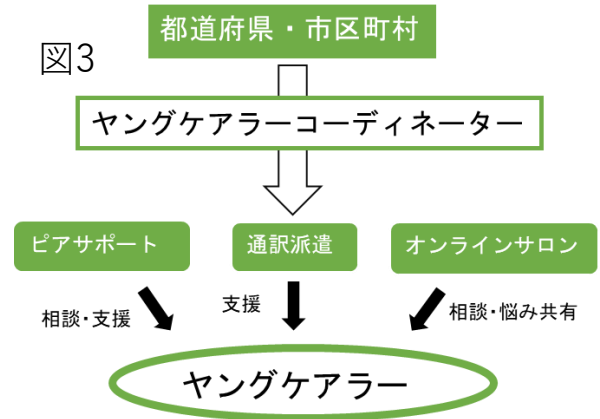 都道府県・市区町村
図3
ヤングケアラーコーディネーター
ピアサポート
通訳派遣
オンラインサロン
相談・支援
支援
相談・悩み共有
ヤングケアラー